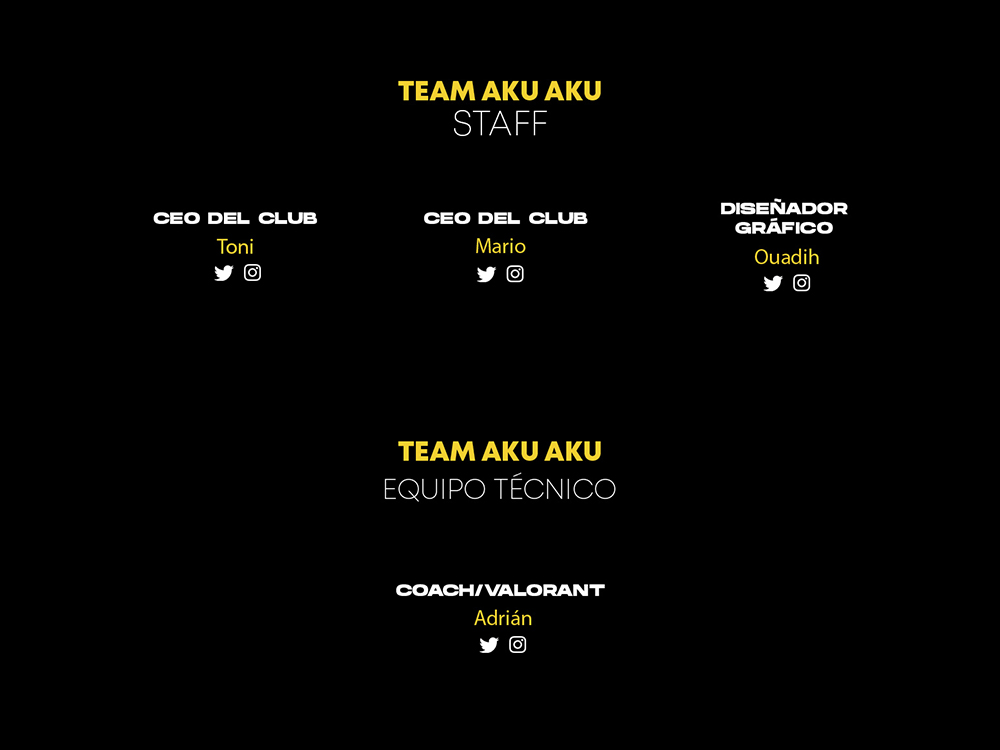 TEAM AKU AKU
STAFF
CEO DEL CLUB
Toni
CEO DEL CLUB
Mario
DISEÑADOR
GRÁFICO
Ouadih
TEAM AKU AKU
EQUIPO TÉCNICO
COACH/VALORANT
Adrián